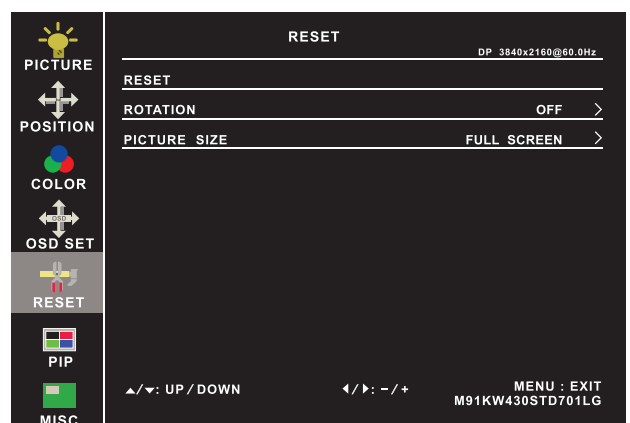 PICTURE
POSITION
COLOR
OSD
OSD SET
RESET
PIP
MISC
RESET
DP 3840x2160@60.0Hz
RESET
ROTATION OFF >
PICTURE SIZE FULL SCREEN >
▲/▼: UP / DOWN ◀/▶: − / + MENU : EXIT
M91KW430STD701LG